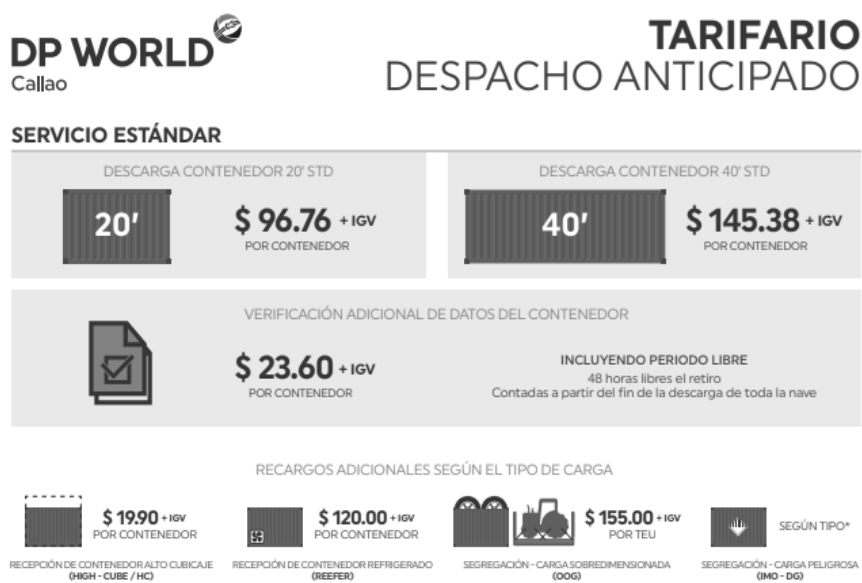 DP WORLD
Callao
TARIFARIO
DESPACHO ANTICIPADO
SERVICIO ESTÁNDAR
DESCARGA CONTENEDOR 20' STD
20'
$ 96.76 + IGV
POR CONTENEDOR
DESCARGA CONTENEDOR 40' STD
40'
$ 145.38 + IGV
POR CONTENEDOR
VERIFICACIÓN ADICIONAL DE DATOS DEL CONTENEDOR
$ 23.60 + IGV
POR CONTENEDOR
INCLUYENDO PERIODO LIBRE
48 horas libres el retiro
Contadas a partir del fin de la descarga de toda la nave
RECARGOS ADICIONALES SEGÚN EL TIPO DE CARGA
$ 19.90 + IGV
POR CONTENEDOR
RECEPCIÓN DE CONTENEDOR ALTO CUBICAJE
(HIGH - CUBE / HC)
$ 120.00 + IGV
POR CONTENEDOR
RECEPCIÓN DE CONTENEDOR REFRIGERADO
(REEFER)
$ 155.00 + IGV
POR TEU
SEGREGACIÓN - CARGA SOBREDIMENSIONADA
(OOG)
SEGÚN TIPO*
SEGREGACIÓN - CARGA PELIGROSA
(IMO - DG)